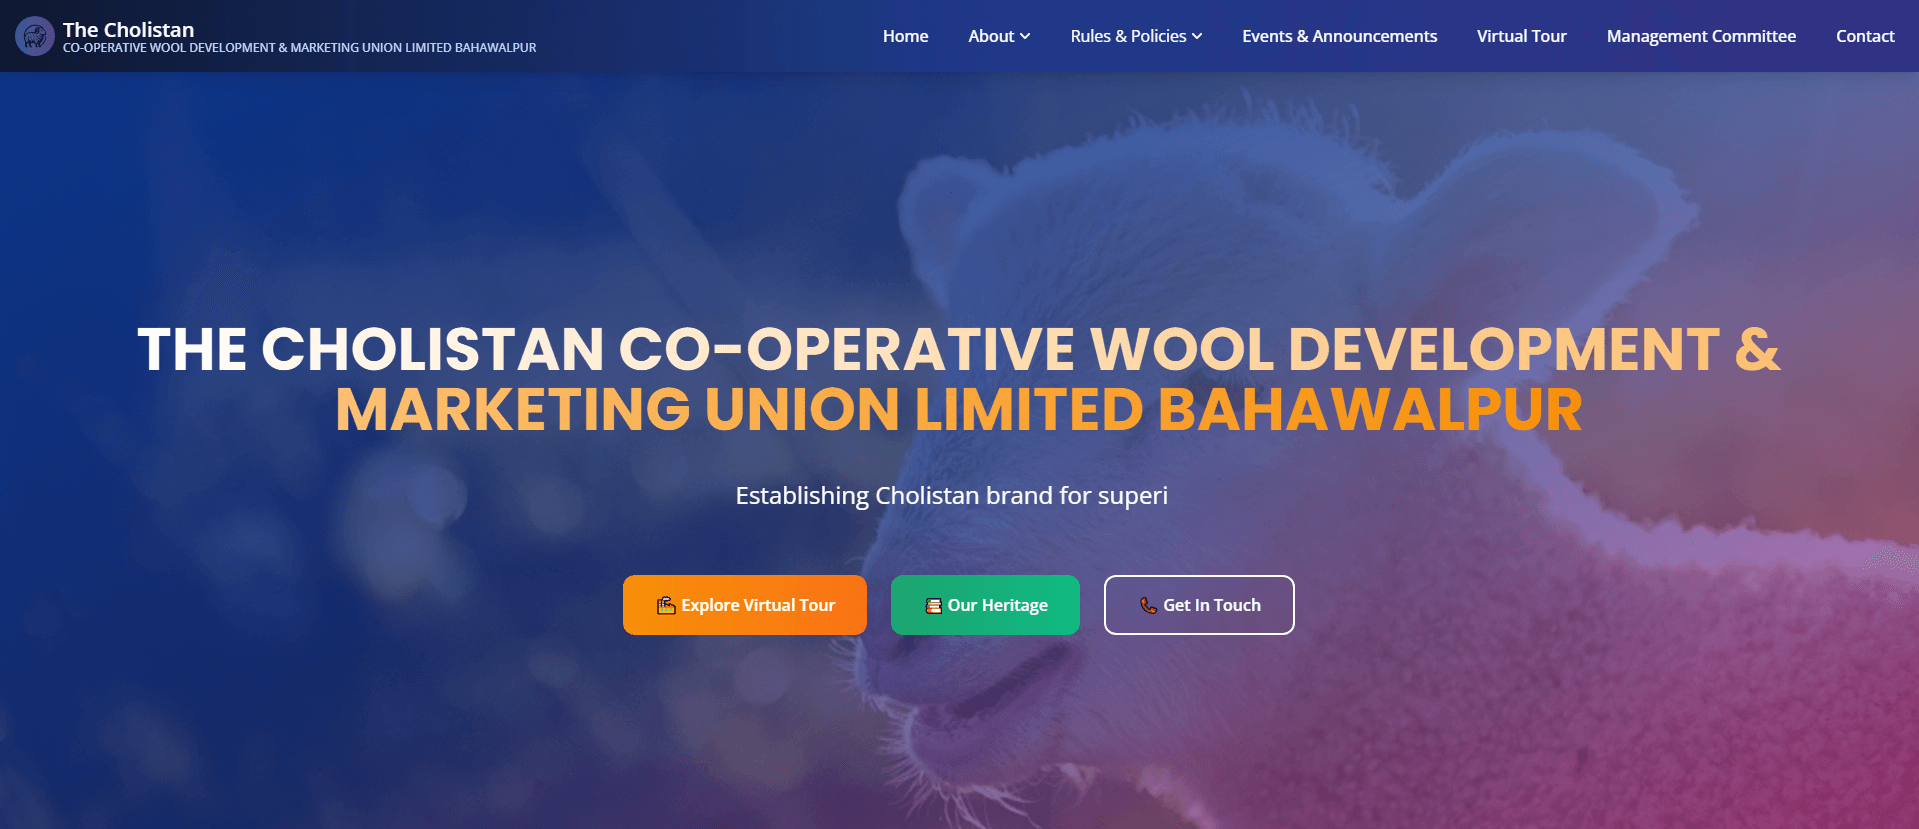 The Cholistan
CO-OPERATIVE WOOL DEVELOPMENT & MARKETING UNION LIMITED BAHAWALPUR
Home About Rules & Policies Events & Announcements Virtual Tour Management Committee Contact
THE CHOLISTAN CO-OPERATIVE WOOL DEVELOPMENT &
MARKETING UNION LIMITED BAHAWALPUR
Establishing Cholistan brand for superi
Explore Virtual Tour Our Heritage Get In Touch